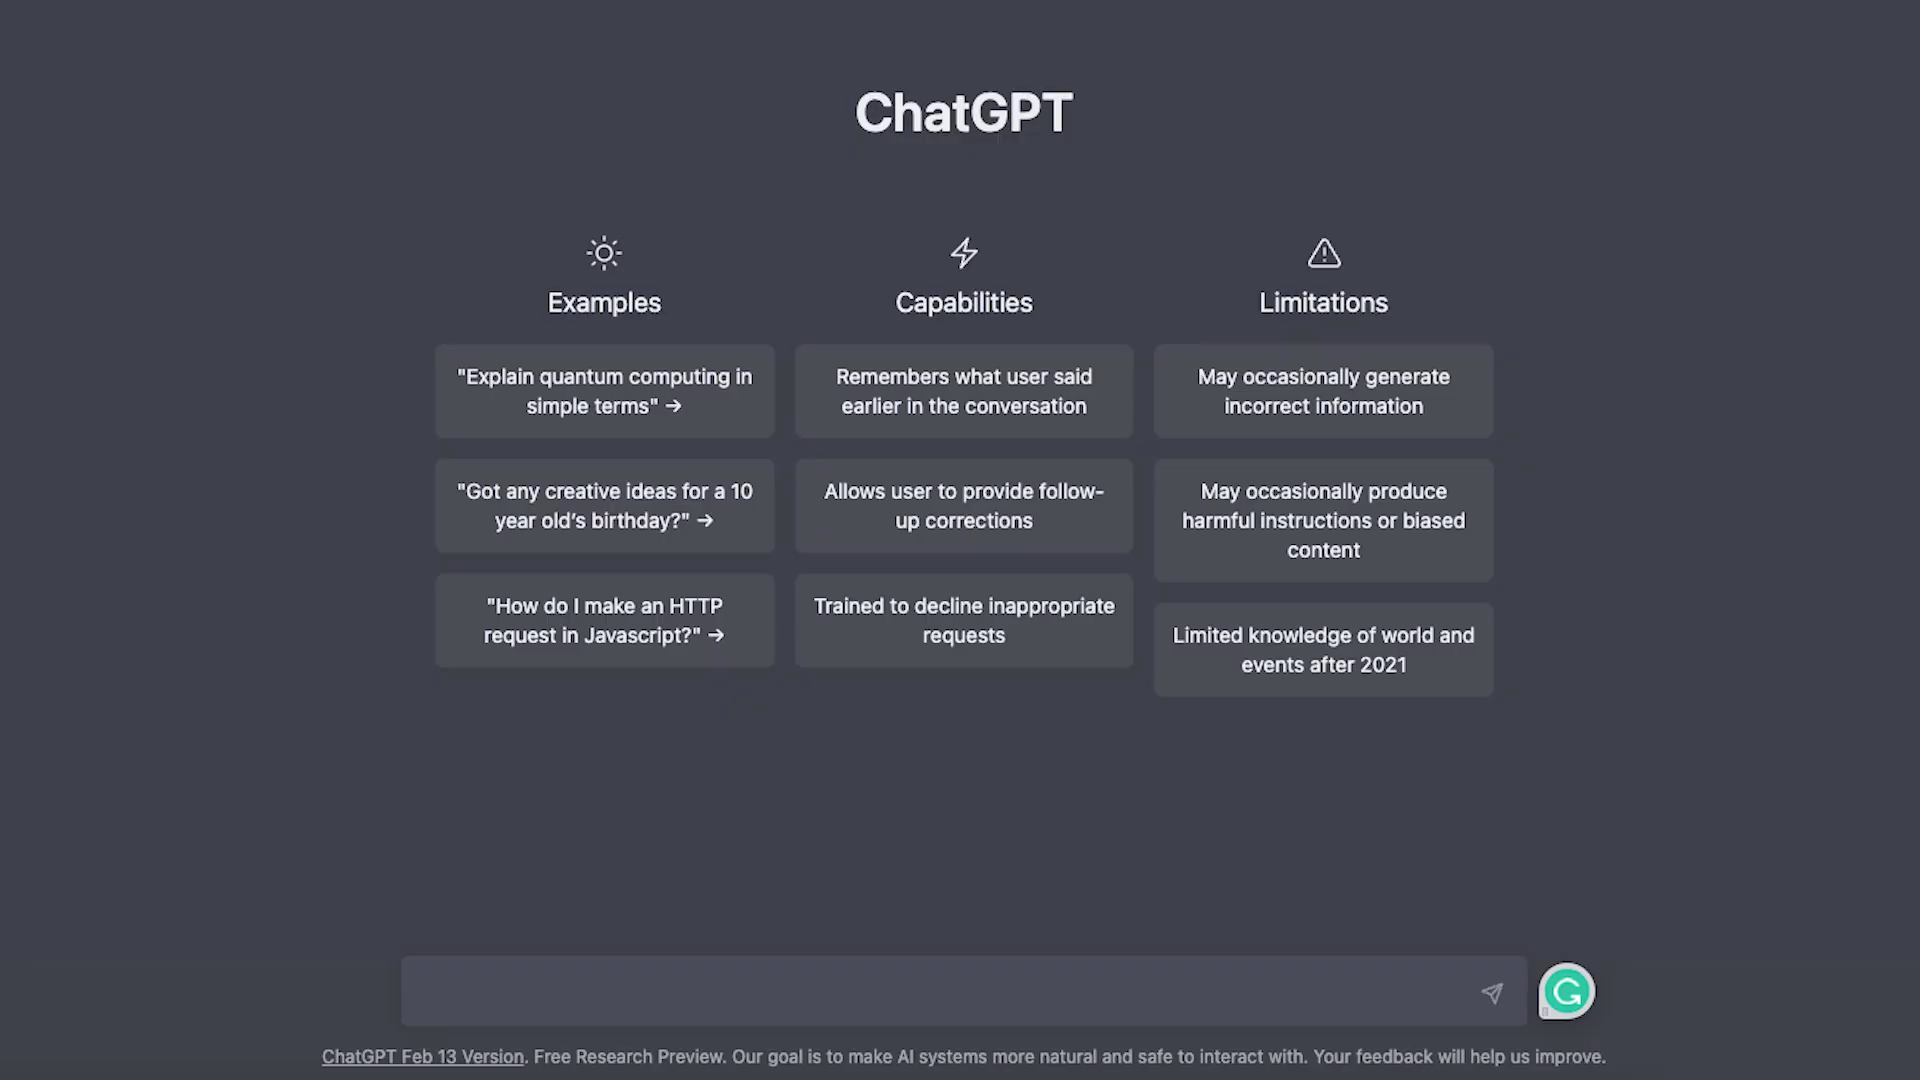 ChatGPT
Examples
"Explain quantum computing in
simple terms" →
"Got any creative ideas for a 10
year old's birthday?" →
"How do I make an HTTP
request in Javascript?" →
Capabilities
Remembers what user said
earlier in the conversation
Allows user to provide follow-
up corrections
Trained to decline inappropriate
requests
Limitations
May occasionally generate
incorrect information
May occasionally produce
harmful instructions or biased
content
Limited knowledge of world and
events after 2021
ChatGPT Feb 13 Version. Free Research Preview. Our goal is to make AI systems more natural and safe to interact with. Your feedback will help us improve.